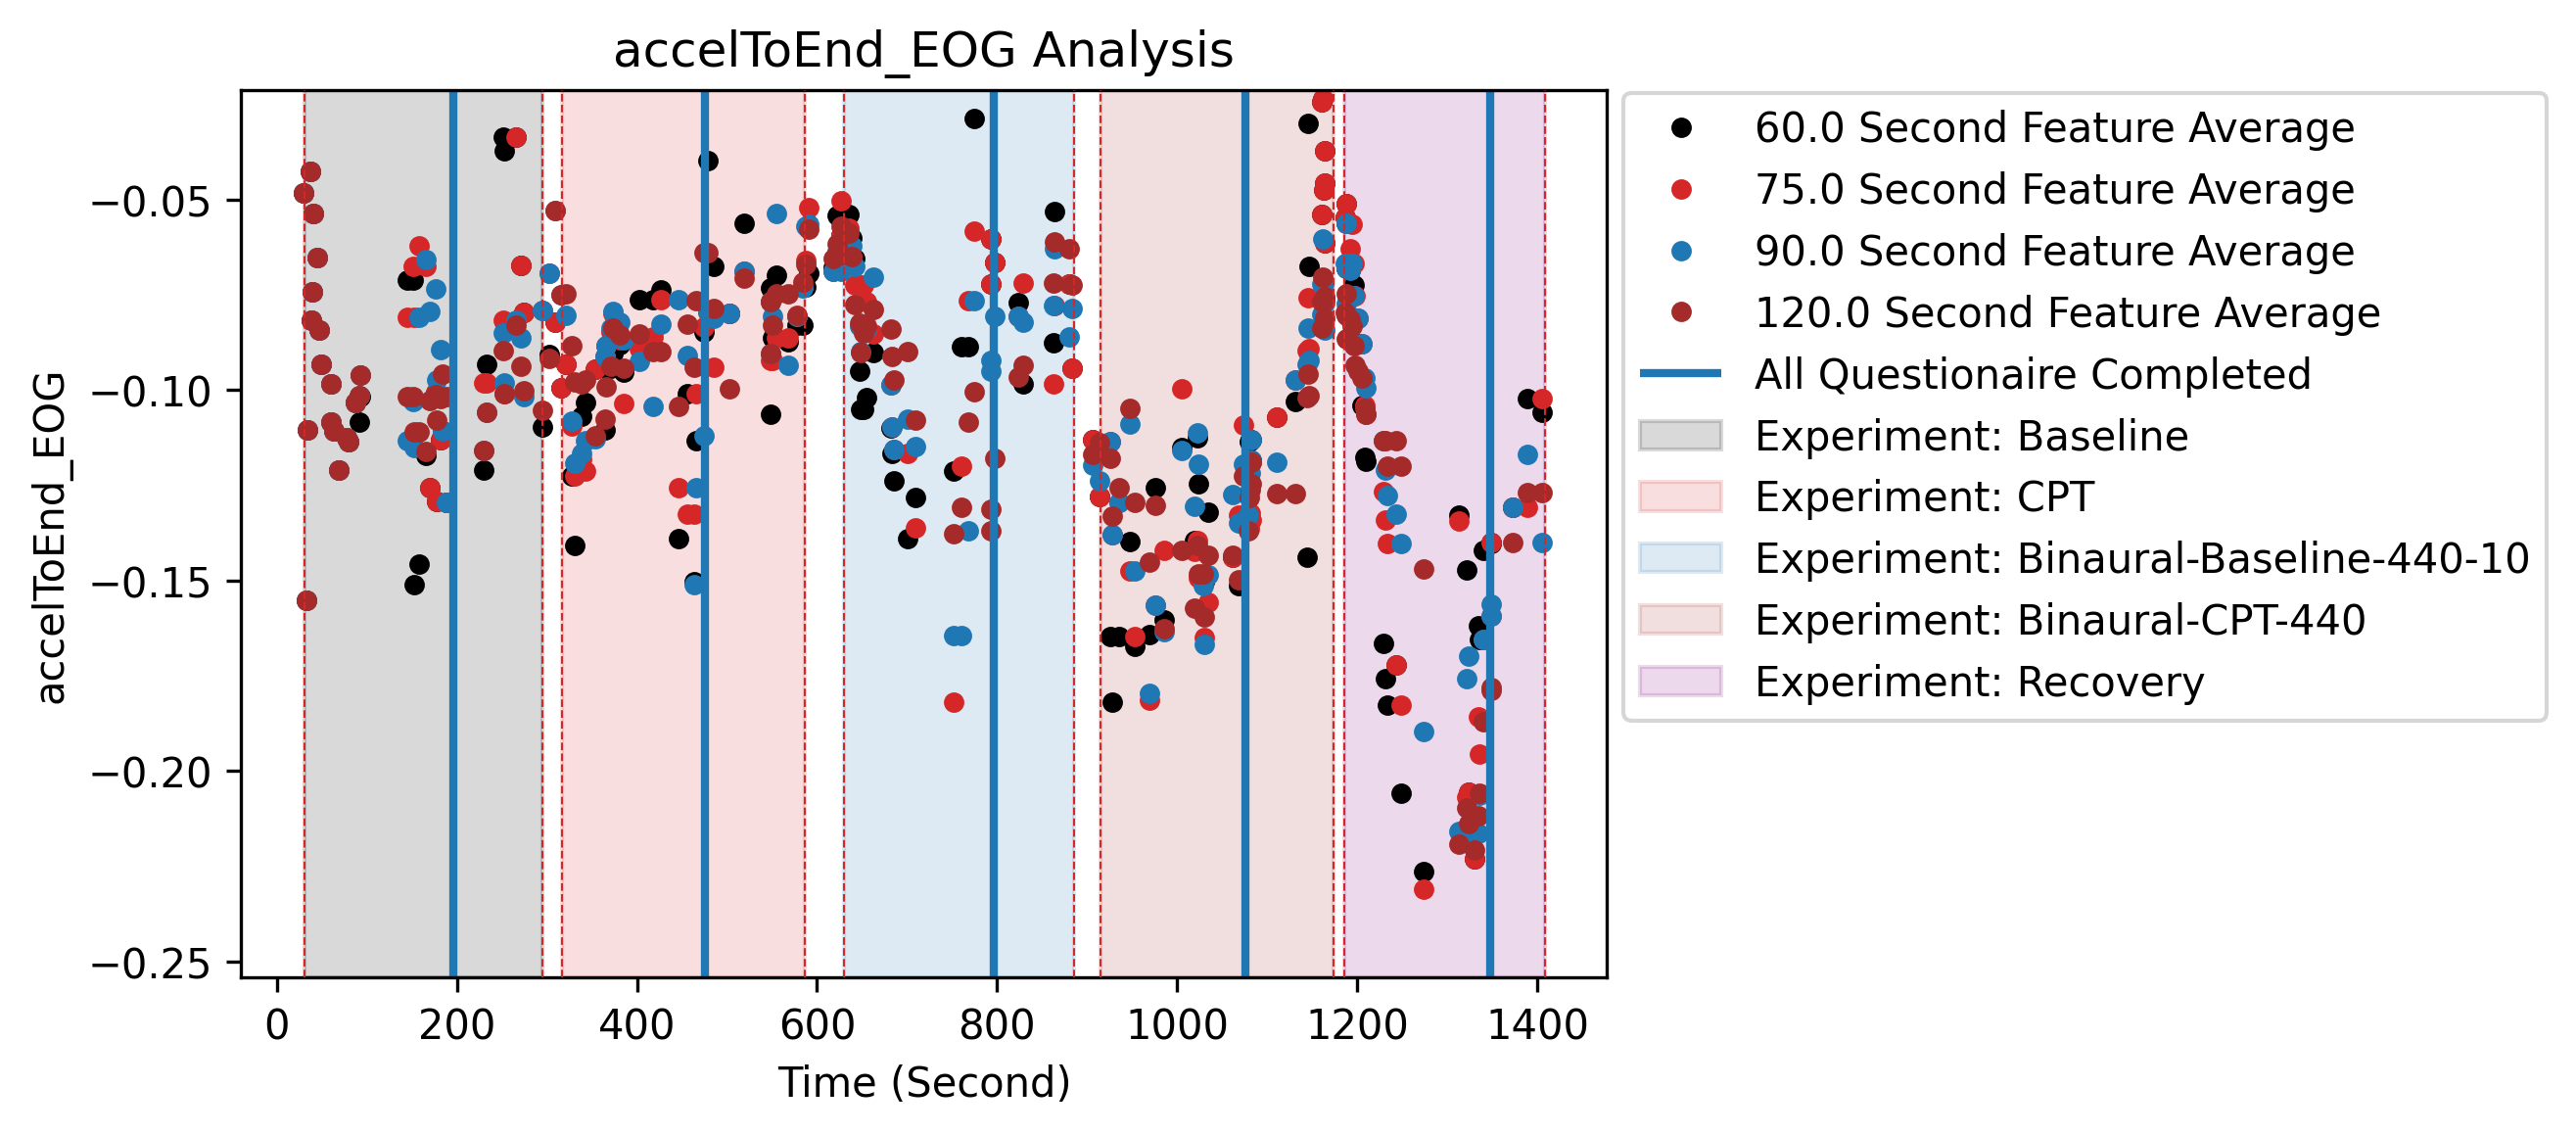 accelToEnd_EOG Analysis
accelToEnd_EOG
−0.05
−0.10
−0.15
−0.20
−0.25
0 200 400 600 800 1000 1200 1400
Time (Second)
60.0 Second Feature Average
75.0 Second Feature Average
90.0 Second Feature Average
120.0 Second Feature Average
All Questionaire Completed
Experiment: Baseline
Experiment: CPT
Experiment: Binaural-Baseline-440-10
Experiment: Binaural-CPT-440
Experiment: Recovery